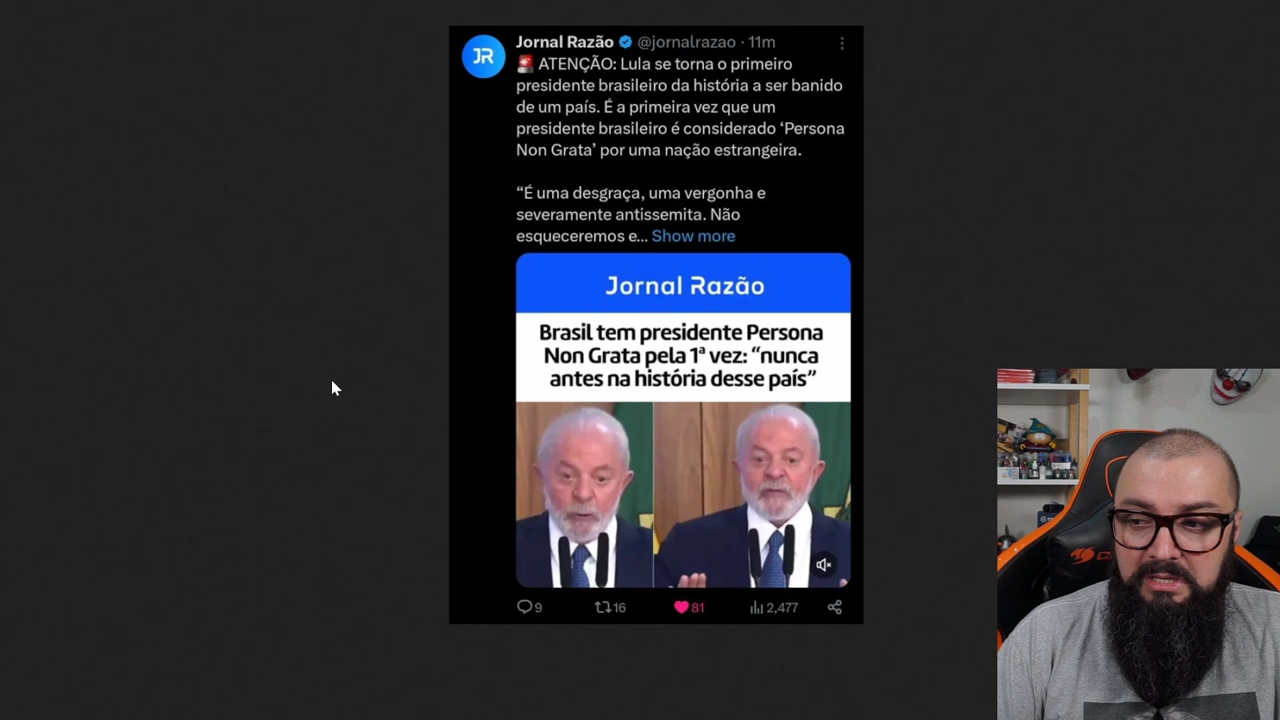 JR
Jornal Razão @jornalrazao · 11m
🚨 ATENÇÃO: Lula se torna o primeiro
presidente brasileiro da história a ser banido
de um país. É a primeira vez que um
presidente brasileiro é considerado ‘Persona
Non Grata’ por uma nação estrangeira.
“É uma desgraça, uma vergonha e
severamente antissemita. Não
esqueceremos e... Show more
Jornal Razão
Brasil tem presidente Persona
Non Grata pela 1ª vez: “nunca
antes na história desse país”
9 16 81 2,477